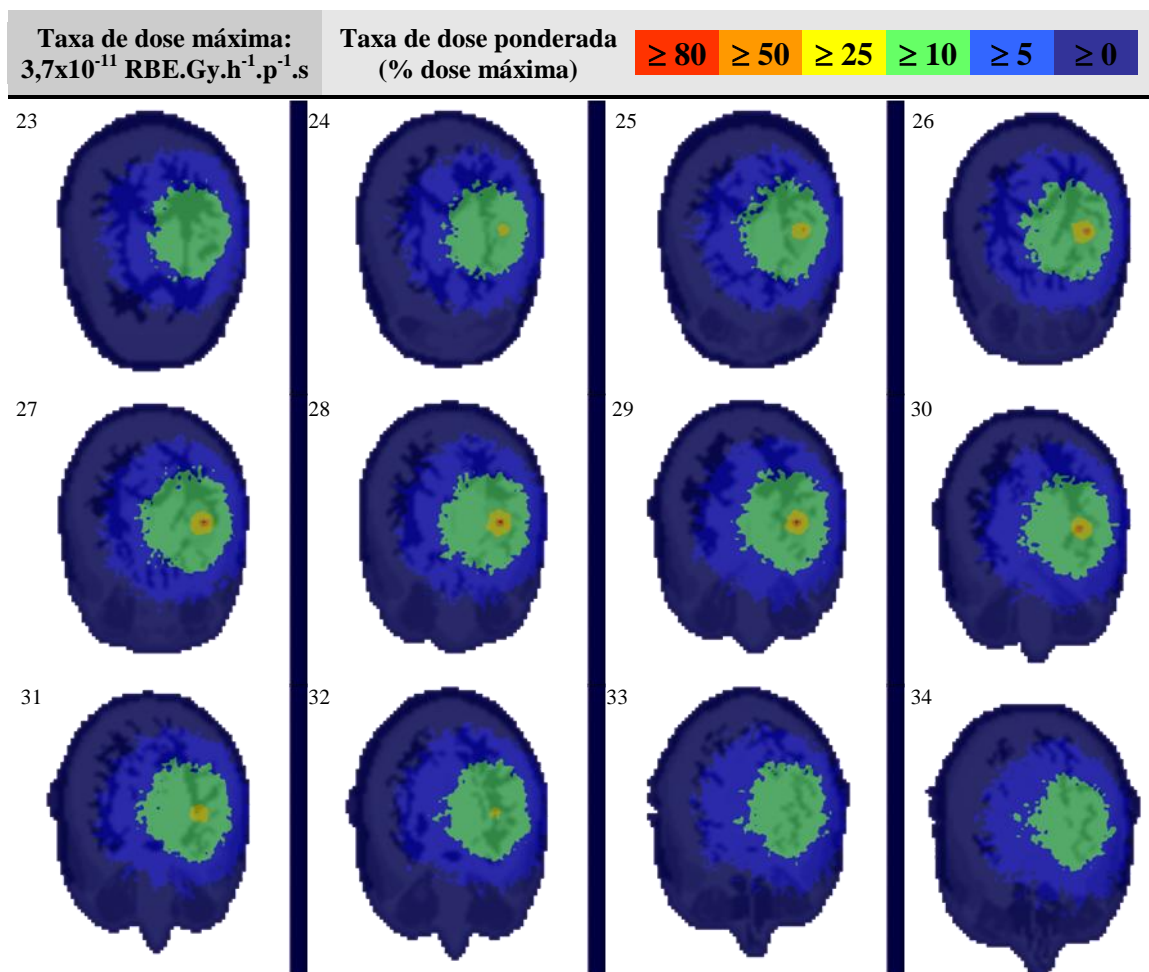 Taxa de dose máxima:
3,7x10⁻¹¹ RBE.Gy.h⁻¹.p⁻¹.s
Taxa de dose ponderada
(% dose máxima)
≥ 80 ≥ 50 ≥ 25 ≥ 10 ≥ 5 ≥ 0
23 24 25 26
27 28 29 30
31 32 33 34